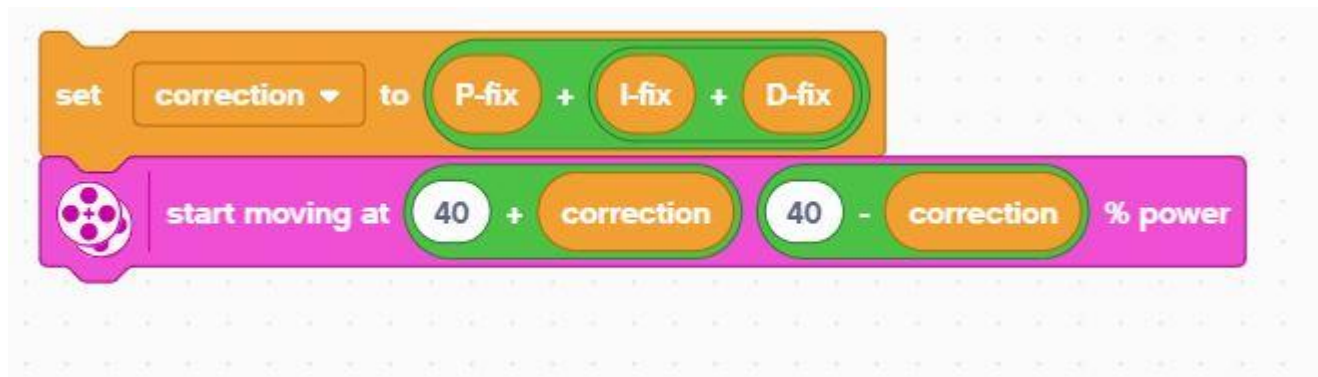 set correction to P-fix + I-fix + D-fix
start moving at 40 + correction 40 - correction % power